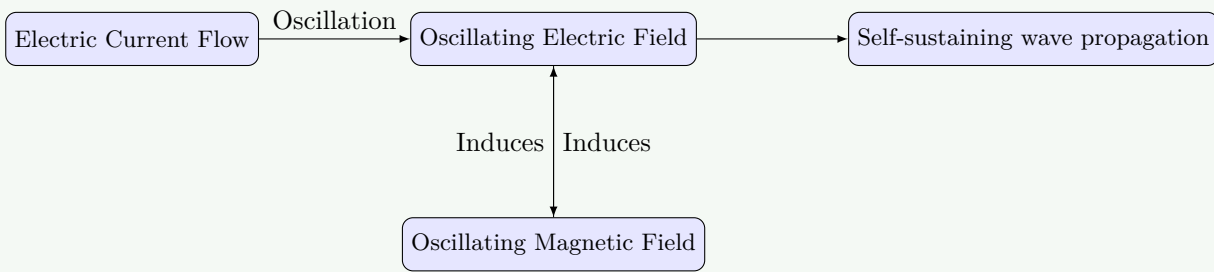 Electric Current Flow
Oscillation
Oscillating Electric Field
Self-sustaining wave propagation
Induces
Induces
Oscillating Magnetic Field